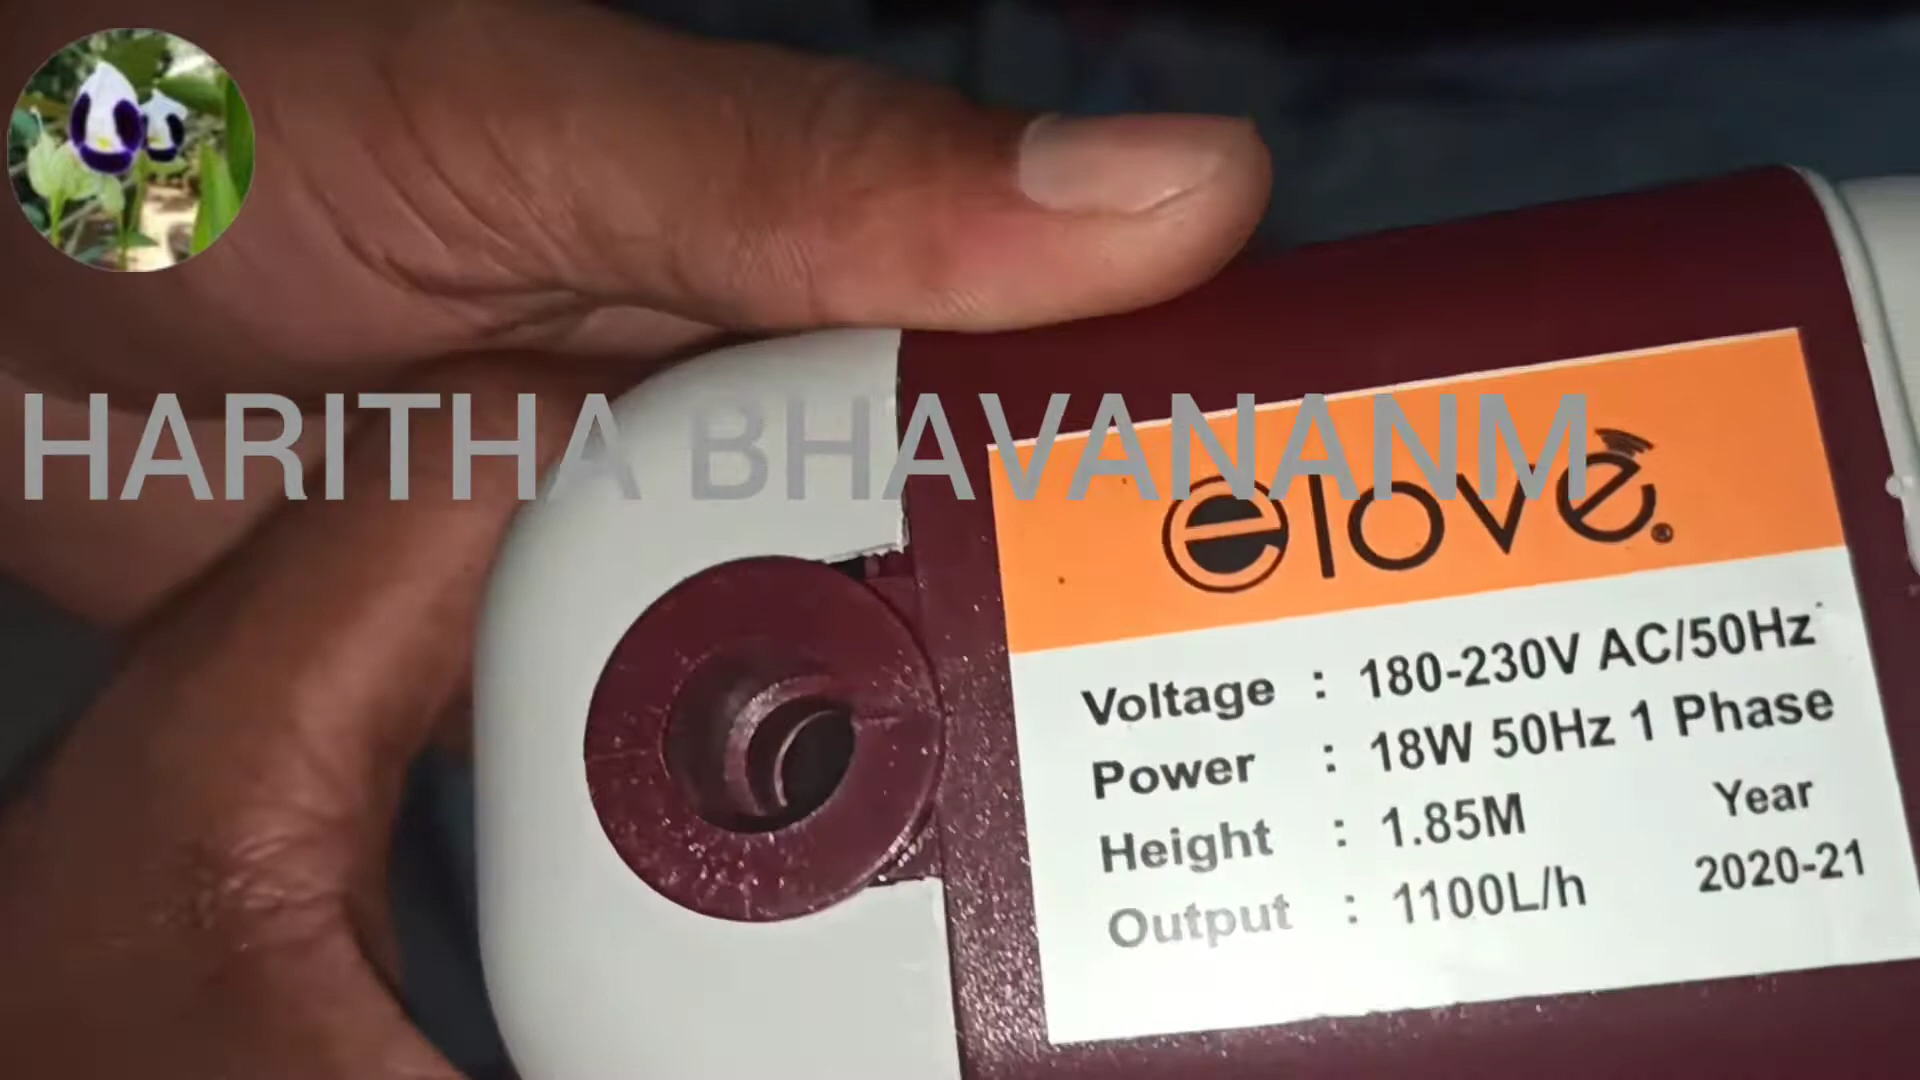 HARITHA BHAVANANM
elove®
Voltage : 180-230V AC/50Hz
Power : 18W 50Hz 1 Phase
Height : 1.85M
Year
Output : 1100L/h
2020-21